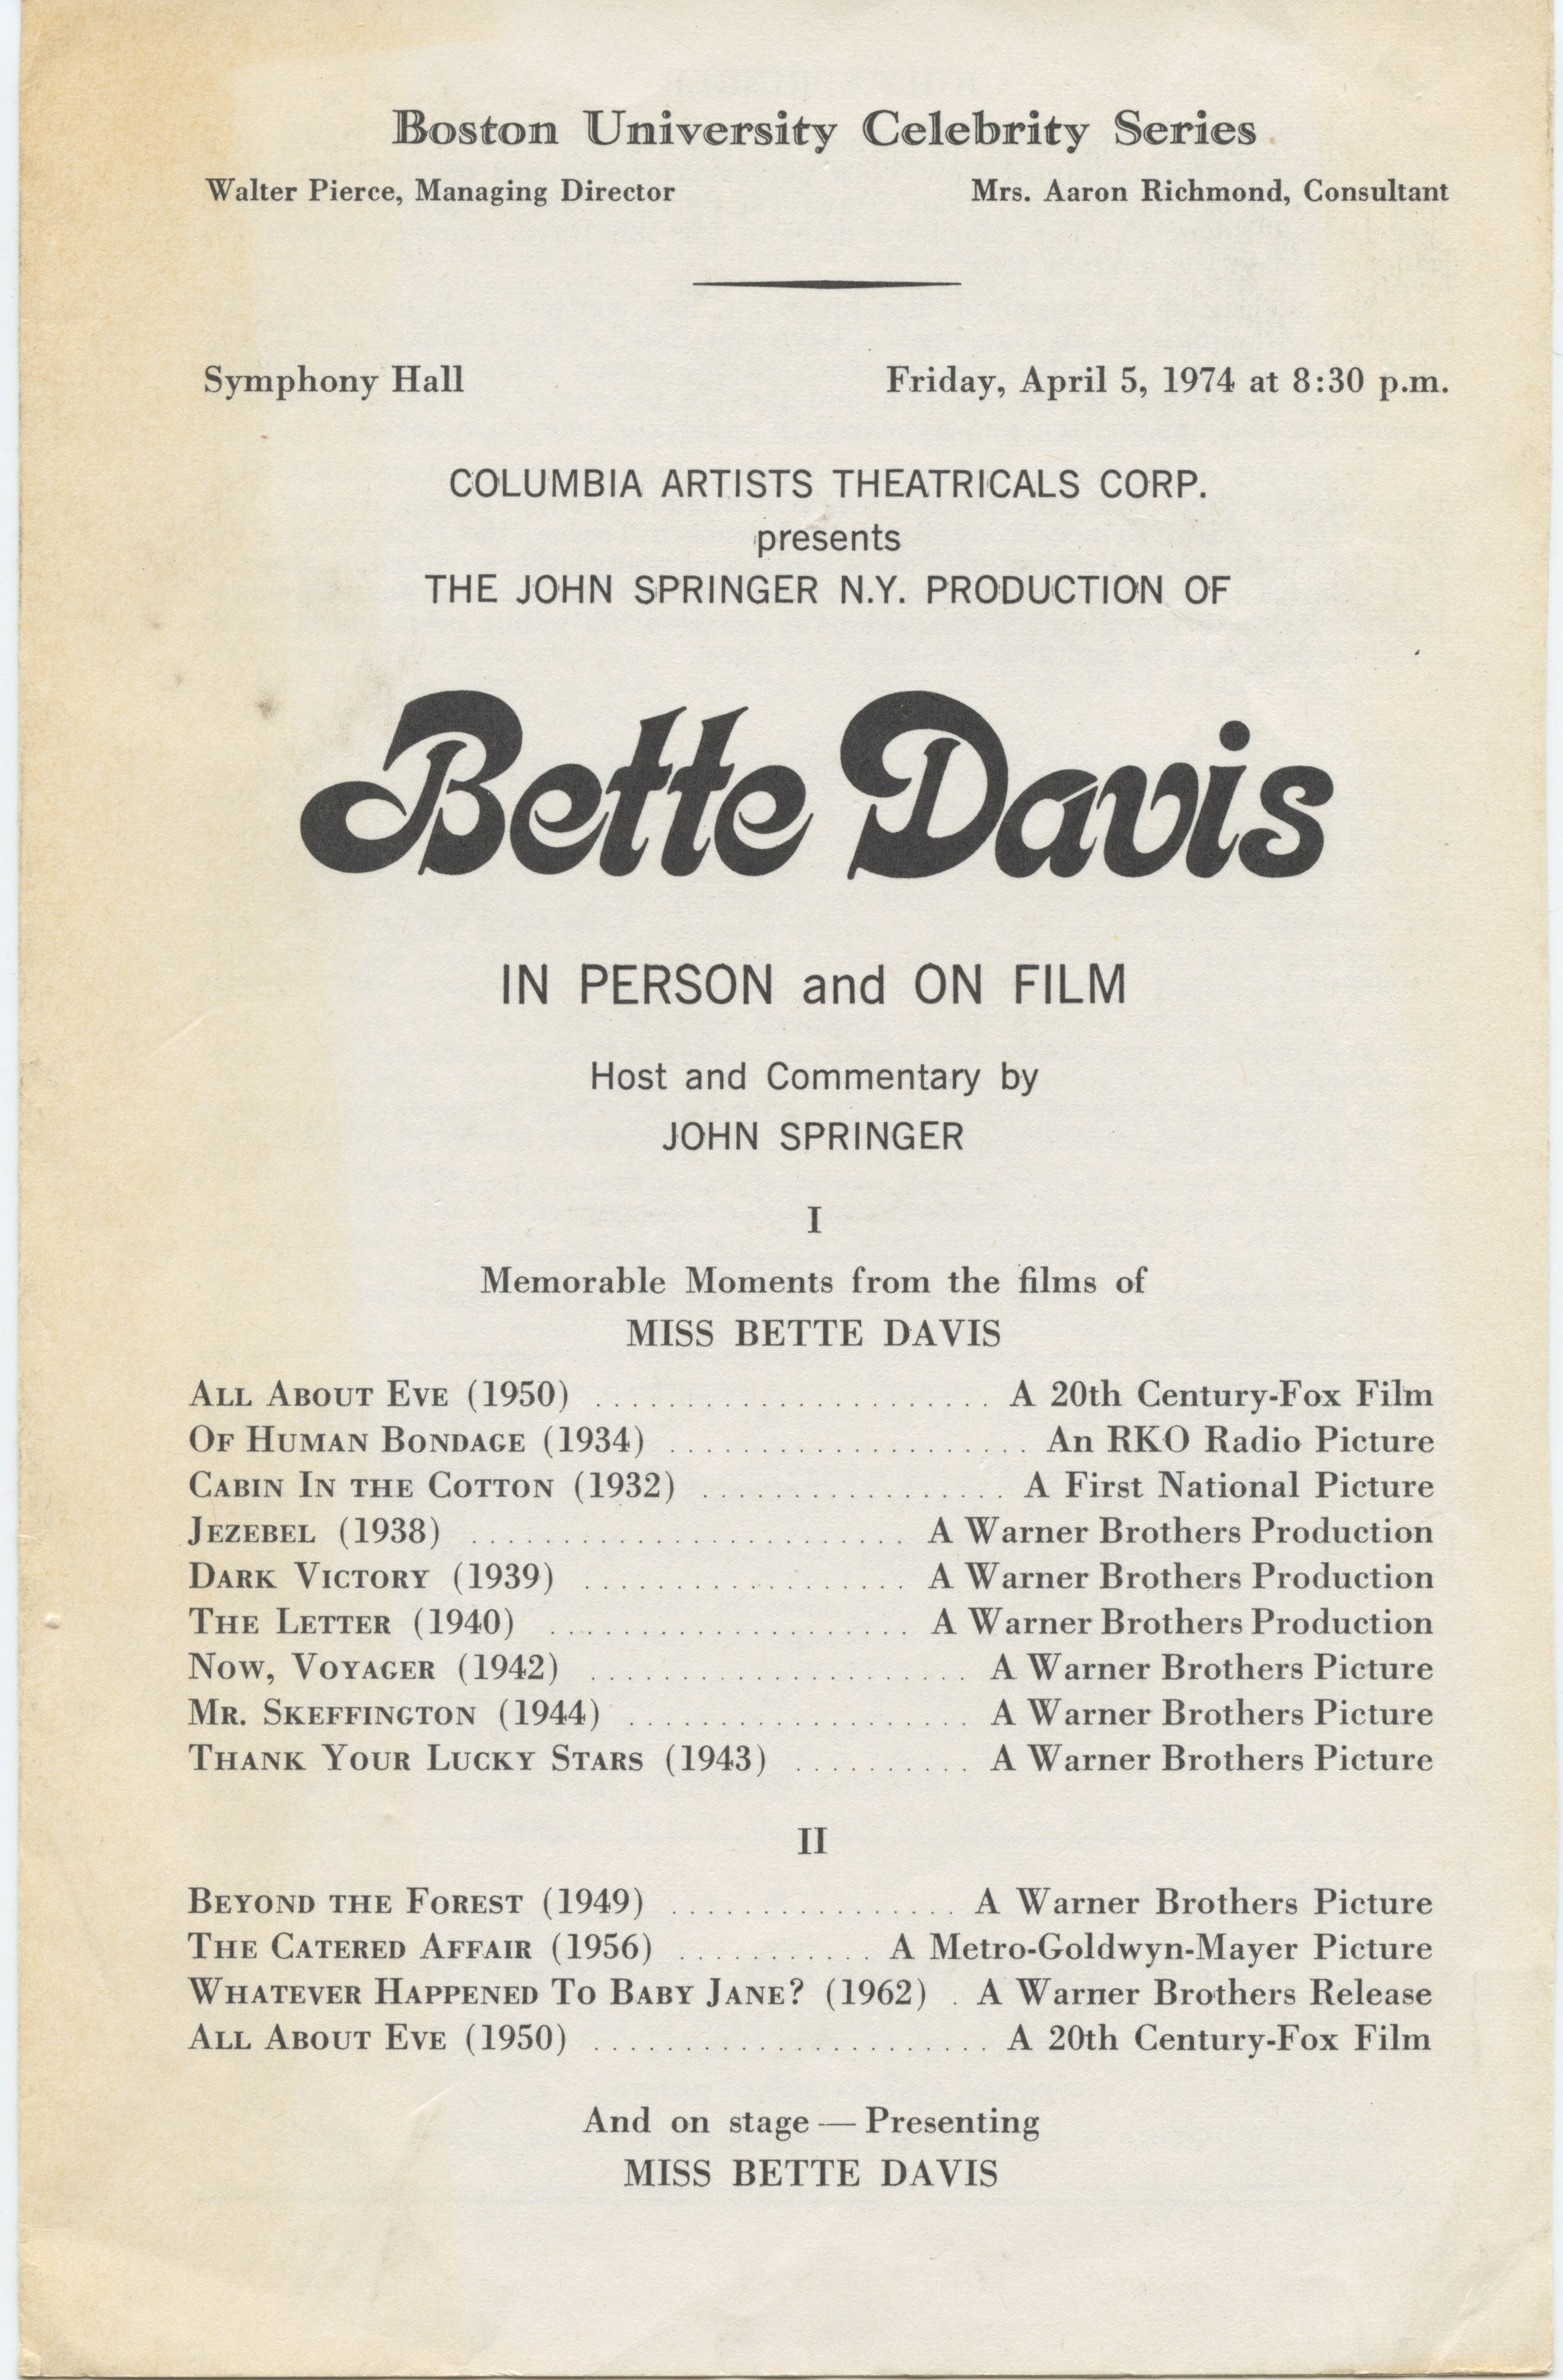 Boston University Celebrity Series
Walter Pierce, Managing Director Mrs. Aaron Richmond, Consultant
Symphony Hall Friday, April 5, 1974 at 8:30 p.m.
COLUMBIA ARTISTS THEATRICALS CORP.
presents
THE JOHN SPRINGER N.Y. PRODUCTION OF
Bette Davis
IN PERSON and ON FILM
Host and Commentary by
JOHN SPRINGER
I
Memorable Moments from the films of
MISS BETTE DAVIS
ALL ABOUT EVE (1950) ...................... A 20th Century-Fox Film
OF HUMAN BONDAGE (1934) .................... An RKO Radio Picture
CABIN IN THE COTTON (1932) ................. A First National Picture
JEZEBEL (1938) ........................ A Warner Brothers Production
DARK VICTORY (1939) .................. A Warner Brothers Production
THE LETTER (1940) .................... A Warner Brothers Production
NOW, VOYAGER (1942) ..................... A Warner Brothers Picture
MR. SKEFFINGTON (1944) ................... A Warner Brothers Picture
THANK YOUR LUCKY STARS (1943) .......... A Warner Brothers Picture
II
BEYOND THE FOREST (1949) ................ A Warner Brothers Picture
THE CATERED AFFAIR (1956) ........... A Metro-Goldwyn-Mayer Picture
WHATEVER HAPPENED TO BABY JANE? (1962) . A Warner Brothers Release
ALL ABOUT EVE (1950) ...................... A 20th Century-Fox Film
And on stage — Presenting
MISS BETTE DAVIS